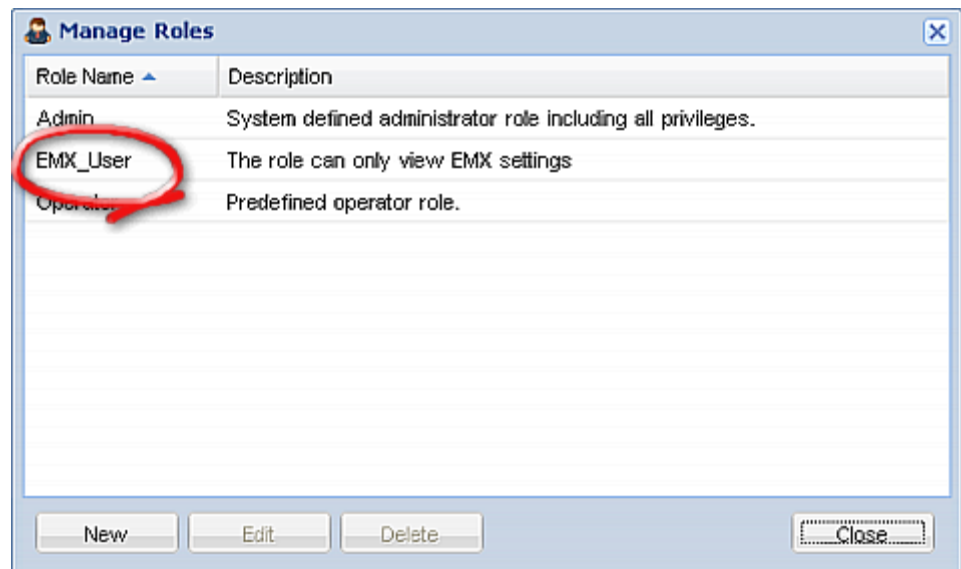 Manage Roles
Role Name Description
Admin System defined administrator role including all privileges.
EMX_User The role can only view EMX settings
Operator Predefined operator role.
New Edit Delete Close